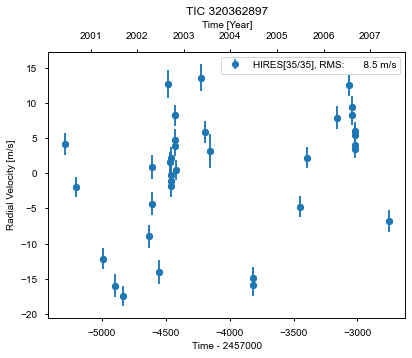 TIC 320362897
Time [Year]
2001 2002 2003 2004 2005 2006 2007
HIRES[35/35], RMS: 8.5 m/s
15
10
5
0
−5
−10
−15
−20
Radial Velocity [m/s]
−5000 −4500 −4000 −3500 −3000
Time - 2457000